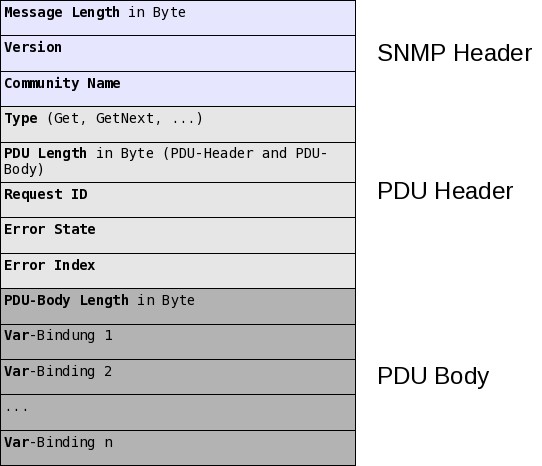 Message Length in Byte
Version
SNMP Header
Community Name
Type (Get, GetNext, ...)
PDU Length in Byte (PDU-Header and PDU-
Body)
Request ID
PDU Header
Error State
Error Index
PDU-Body Length in Byte
Var-Bindung 1
Var-Binding 2
PDU Body
...
Var-Binding n